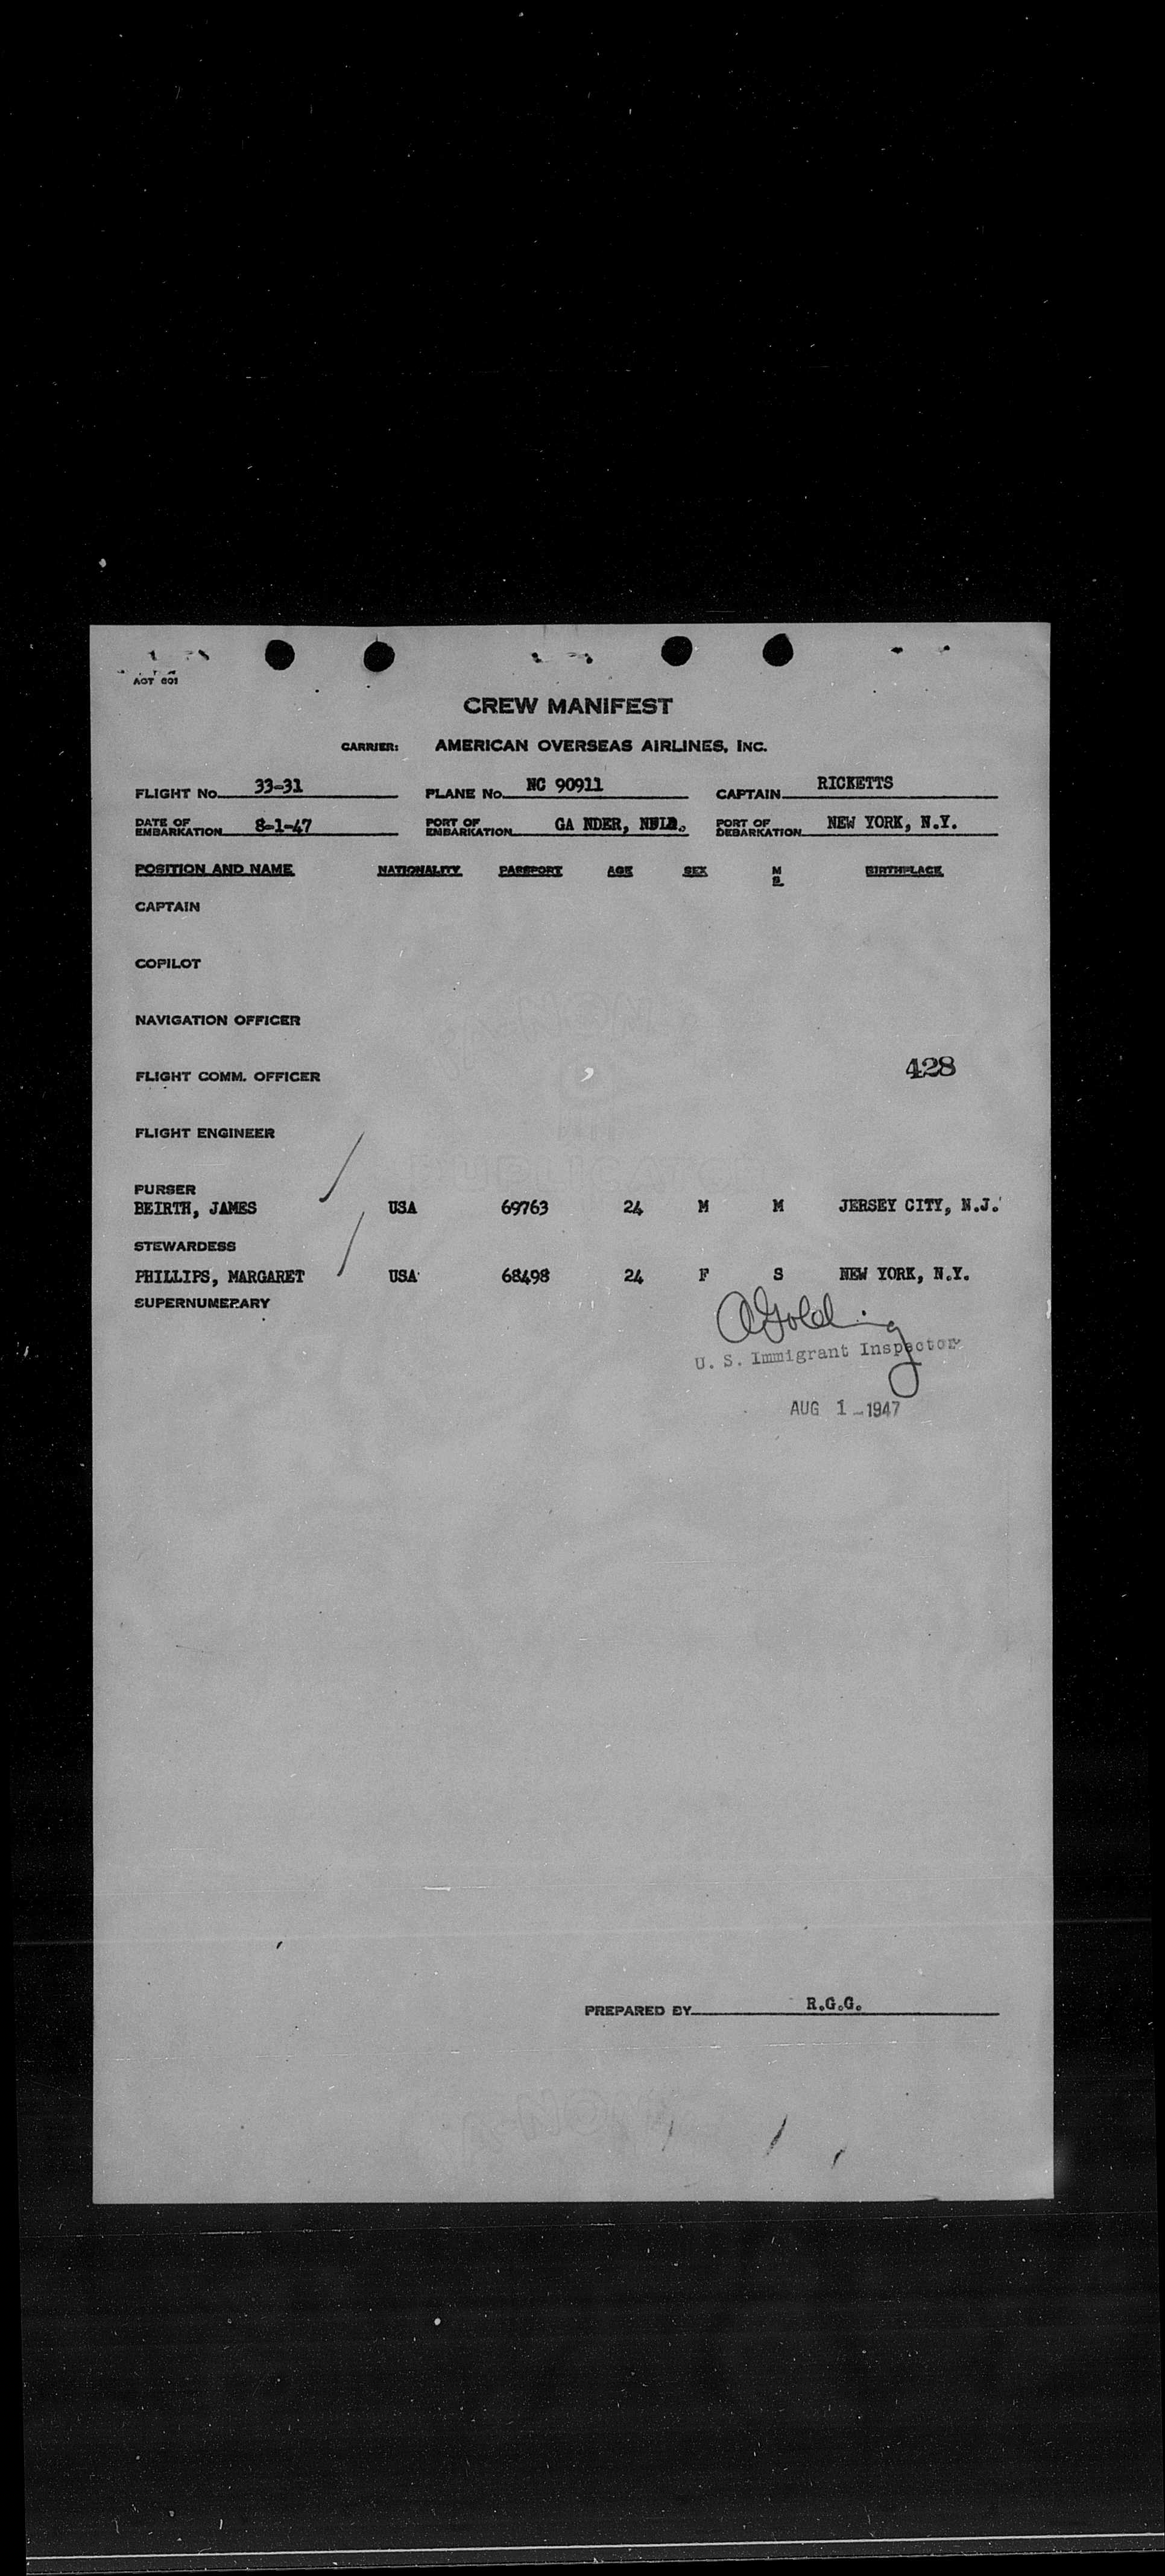 AOT 601
CREW MANIFEST
CARRIER: AMERICAN OVERSEAS AIRLINES, INC.
FLIGHT No. 33-31 PLANE No. NC 90911 CAPTAIN RICKETTS
DATE OF EMBARKATION 8-1-47 PORT OF EMBARKATION GA NDER, PORT OF DEBARKATION NEW YORK, N.Y.
POSITION AND NAME NATIONALITY PASSPORT AGE SEX M S BIRTHPLACE
CAPTAIN
COPILOT
NAVIGATION OFFICER
428
FLIGHT COMM. OFFICER
FLIGHT ENGINEER
PURSER
BEIRTH, JAMES USA 69763 24 M M JERSEY CITY, N.J.
STEWARDESS
PHILLIPS, MARGARET USA 68498 24 F S NEW YORK, N.Y.
SUPERNUMERARY
AGolding
U. S. Immigrant Inspector
AUG 1 - 1947
PREPARED BY R.G.G.